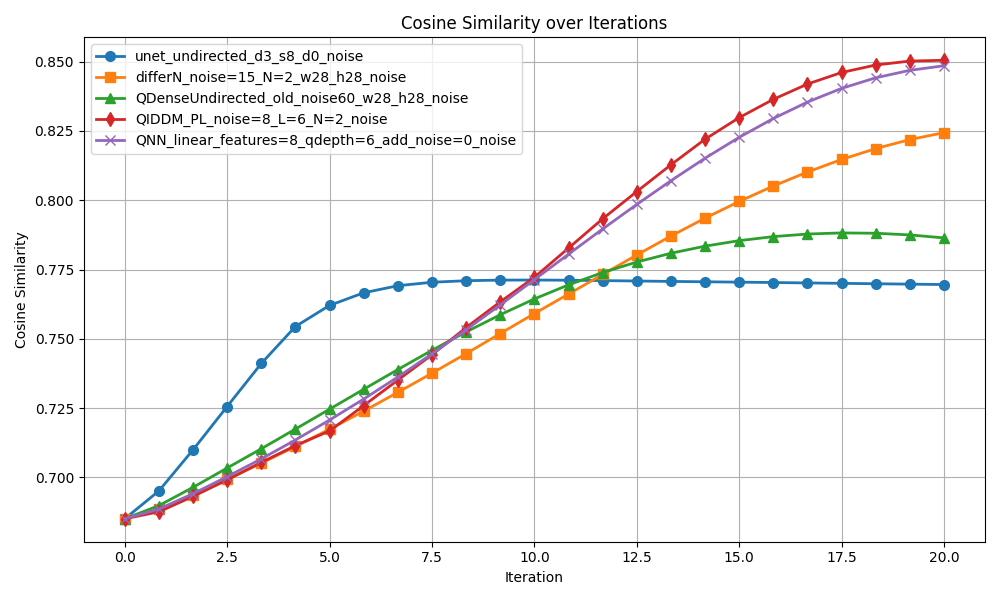 Cosine Similarity over Iterations
unet_undirected_d3_s8_d0_noise
differN_noise=15_N=2_w28_h28_noise
QDenseUndirected_old_noise60_w28_h28_noise
QIDDM_PL_noise=8_L=6_N=2_noise
QNN_linear_features=8_qdepth=6_add_noise=0_noise
Cosine Similarity
0.850
0.825
0.800
0.775
0.750
0.725
0.700
0.0 2.5 5.0 7.5 10.0 12.5 15.0 17.5 20.0
Iteration